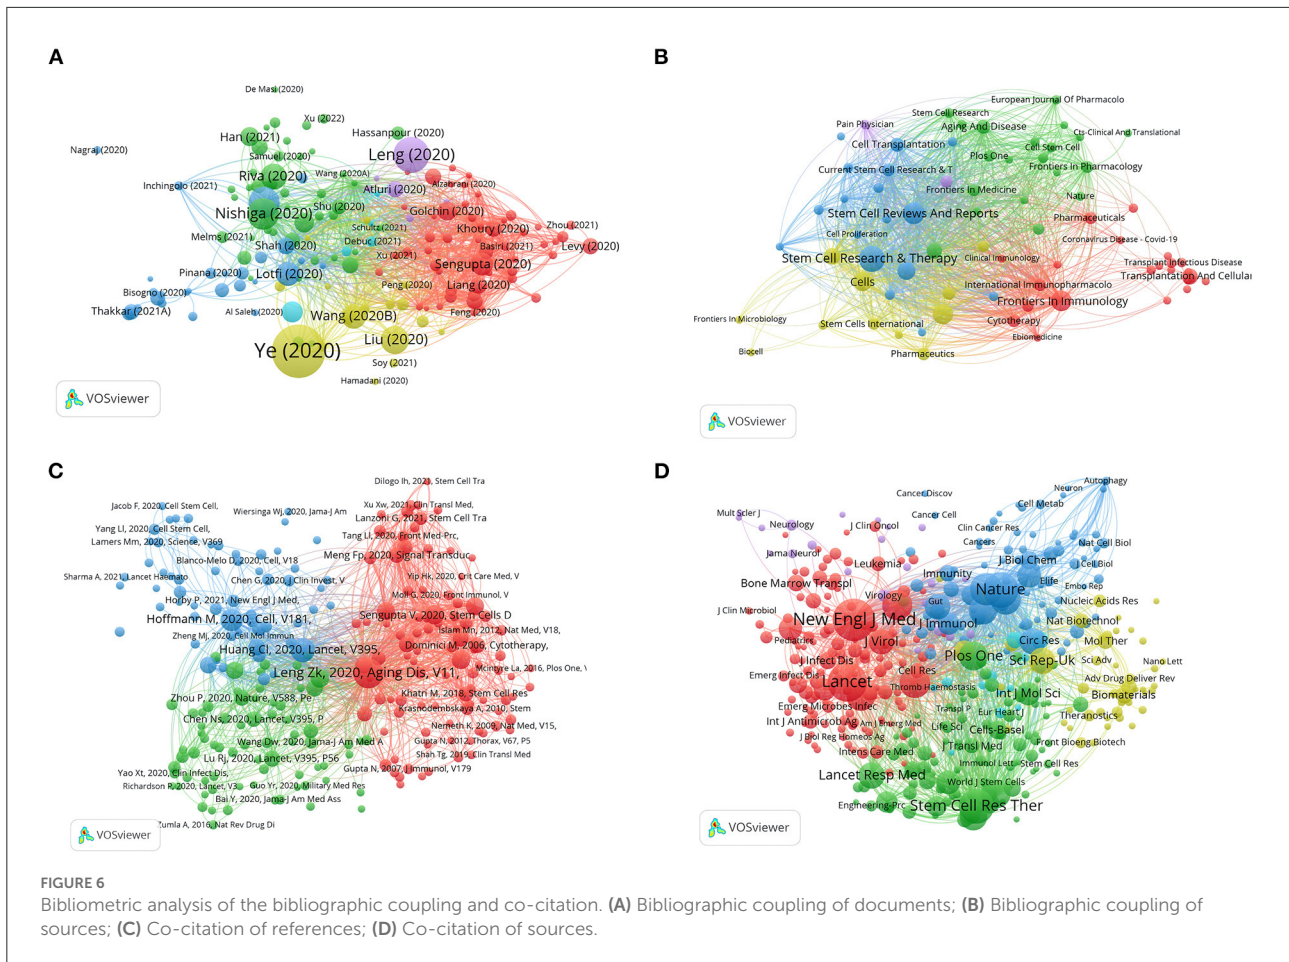 A
De Masi (2020)
Xu (2022)
Han (2021)
Hassanpour (2020)
Nagraj (2020)
Samuel (2020)
Leng (2020)
Riva (2020)
Wang (2020A)
Inchingolo (2021)
Atluri (2020)
Alzahrani (2020)
Nishiga (2020)
Shu (2020)
Golchin (2020)
Schultz (2021)
Khoury (2020)
Zhou (2021)
Melms (2021)
Shah (2020)
Debuc (2021)
Basiri (2021)
Levy (2020)
Xu (2021)
Sengupta (2020)
Pinana (2020)
Lotfi (2020)
Peng (2020)
Liang (2020)
Bisogno (2020)
Thakkar (2021A)
Al Saleh (2020)
Wang (2020B)
Feng (2020)
Ye (2020)
Liu (2020)
Soy (2021)
Hamadani (2020)
VOSviewer
B
European Journal Of Pharmacolo
Stem Cell Research
Pain Physician
Aging And Disease
Cts-Clinical And Translational
Cell Transplantation
Cell Stem Cell
Plos One
Current Stem Cell Research & T
Frontiers In Pharmacology
Frontiers In Medicine
Nature
Stem Cell Reviews And Reports
Pharmaceuticals
Cell Proliferation
Coronavirus Disease - Covid-19
Stem Cell Research & Therapy
Clinical Immunology
Transplant Infectious Disease
Cells
Transplantation And Cellular
International Immunopharmaco
Frontiers In Immunology
Frontiers In Microbiology
Stem Cells International
Cytotherapy
Ebiomedicine
Biocell
Pharmaceutics
VOSviewer
C
Dilogo Ih, 2021, Stem Cell Tra
Jacob F, 2020, Cell Stem Cell,
Wiersinga Wj, 2020, Jama-J Am
Xu Xw, 2021, Clin Transl Med,
Lanzoni G, 2021, Stem Cell Tra
Yang Ll, 2020, Cell Stem Cell,
Tang Ll, 2020, Front Med-Prc,
Lamers Mm, 2020, Science, V369
Meng Fp, 2020, Signal Transduc
Blanco-Melo D, 2020, Cell, V18
Sharma A, 2021, Lancet Haemato
Chen G, 2020, J Clin Invest, V
Yip Hk, 2020, Crit Care Med, V
Horby P, 2021, New Engl J Med,
Moll G, 2020, Front Immunol, V
Hoffmann M, 2020, Cell, V181,
Sengupta V, 2020, Stem Cells D
Zheng Mj, 2020, Cell Mol Immun
Islam Mn, 2012, Nat Med, V18,
Huang Cl, 2020, Lancet, V395,
Dominici M, 2006, Cytotherapy,
Leng Zk, 2020, Aging Dis, V11,
Mcintyre La, 2016, Plos One, \
Zhou P, 2020, Nature, V588, Pe
Khatri M, 2018, Stem Cell Res
Krasnodembskaya A, 2010, Stem
Chen Ns, 2020, Lancet, V395, P
Nemeth K, 2009, Nat Med, V15,
Wang Dw, 2020, Jama-J Am Med A
Gupta N, 2012, Thorax, V67, P5
Lu Rj, 2020, Lancet, V395, P56
Shah Tg, 2019, Clin Transl Med
Yao Xt, 2020, Clin Infect Dis,
Gupta N, 2007, J Immunol, V179
Richardson P, 2020, Lancet, V3
Guo Yr, 2020, Military Med Res
Bai Y, 2020, Jama-J Am Med Ass
Zumla A, 2016, Nat Rev Drug Di
VOSviewer
D
Autophagy
Neuron
Cancer Discov
Cell Metab
Mult Scler J
Cancer Cell
Neurology
J Clin Oncol
Clin Cancer Res
Cancers
Nat Cell Biol
Jama Neurol
Leukemia
J Biol Chem
J Cell Biol
Bone Marrow Transpl
Immunity
Elife
Embo Rep
Nature
Virology
Gut
Nucleic Acids Res
J Clin Microbiol
New Engl J Med
J Immunol
Nat Biotechnol
Pediatrics
J Virol
Circ Res
Mol Ther
J Infect Dis
Plos One
Sci Rep-Uk
Sci Adv
Nano Lett
Emerg Infect Dis
Cell Res
Adv Drug Deliver Rev
Lancet
Thromb Haemostasis
Int J Mol Sci
Biomaterials
Emerg Microbes Infec
Transpl P
Eur Heart J
Theranostics
Int J Antimicrob Ag
Am J Emerg Med
Life Sci
Cells-Basel
J Biol Reg Homeos Ag
J Transl Med
Front Bioeng Biotech
Intens Care Med
Immunol Lett
Stem Cell Res
Lancet Resp Med
World J Stem Cells
Engineering-Prc
Stem Cell Res Ther
VOSviewer
FIGURE 6
Bibliometric analysis of the bibliographic coupling and co-citation. (A) Bibliographic coupling of documents; (B) Bibliographic coupling of
sources; (C) Co-citation of references; (D) Co-citation of sources.